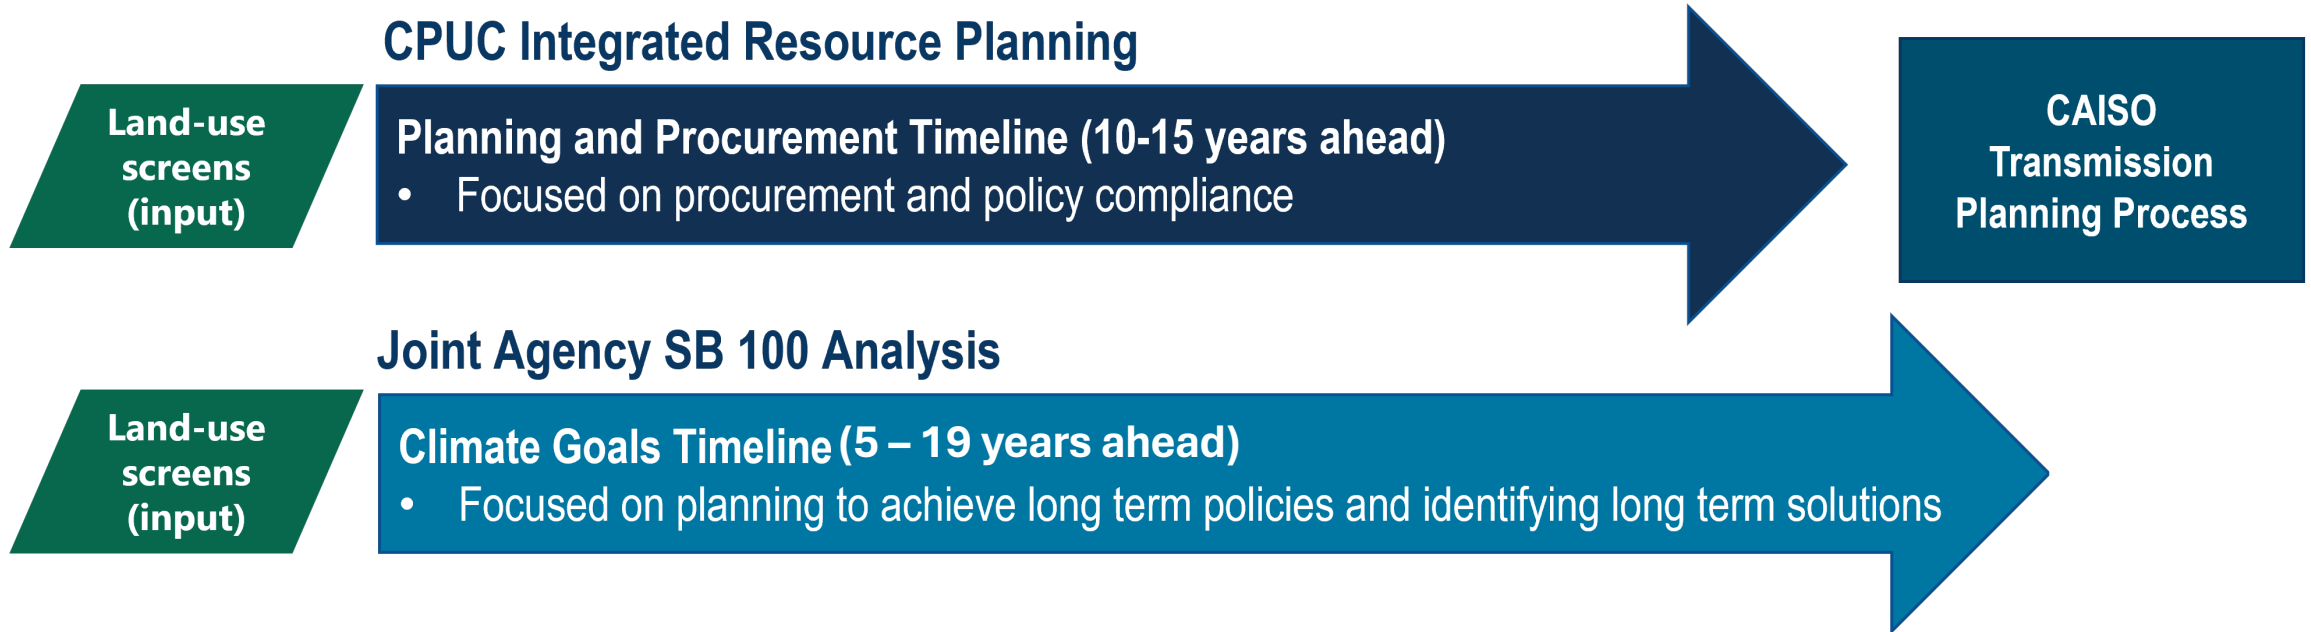 CPUC Integrated Resource Planning
Land-use
screens
(input)
Planning and Procurement Timeline (10-15 years ahead)
• Focused on procurement and policy compliance
CAISO
Transmission
Planning Process
Joint Agency SB 100 Analysis
Land-use
screens
(input)
Climate Goals Timeline (5 – 19 years ahead)
• Focused on planning to achieve long term policies and identifying long term solutions